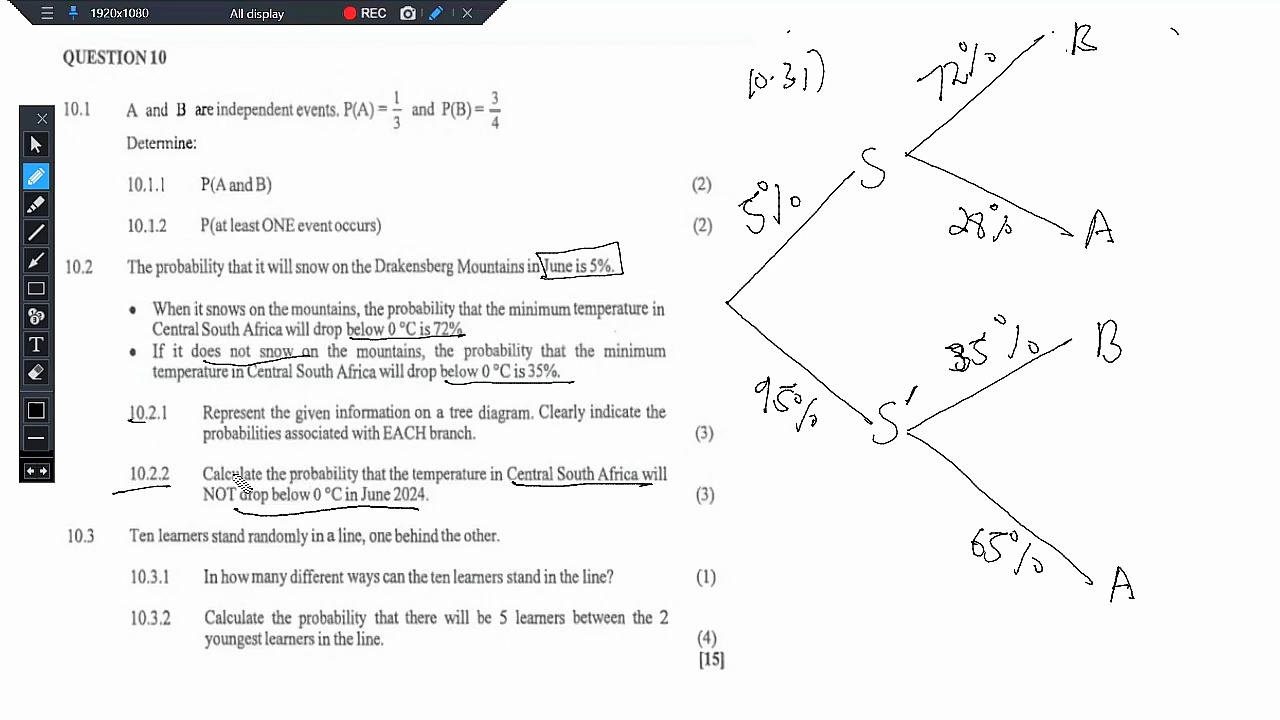 1920x1080 All display REC
QUESTION 10
10.1 A and B are independent events. P(A) = 1/3 and P(B) = 3/4
Determine:
10.1.1 P(A and B) (2)
10.1.2 P(at least ONE event occurs) (2)
10.2 The probability that it will snow on the Drakensberg Mountains in June is 5%.
• When it snows on the mountains, the probability that the minimum temperature in
Central South Africa will drop below 0 °C is 72%.
• If it does not snow on the mountains, the probability that the minimum
temperature in Central South Africa will drop below 0 °C is 35%.
10.2.1 Represent the given information on a tree diagram. Clearly indicate the
probabilities associated with EACH branch. (3)
10.2.2 Calculate the probability that the temperature in Central South Africa will
NOT drop below 0 °C in June 2024. (3)
10.3 Ten learners stand randomly in a line, one behind the other.
10.3.1 In how many different ways can the ten learners stand in the line? (1)
10.3.2 Calculate the probability that there will be 5 learners between the 2
youngest learners in the line. (4)
[15]
T
10.31)
72% B
S
5%
28% A
35% B
95% S'
65% A